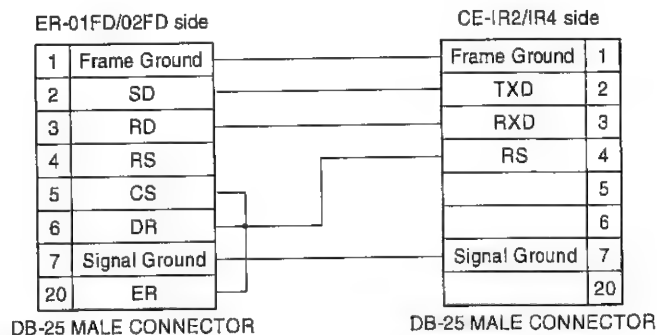 ER-01FD/02FD side
CE-IR2/IR4 side
1 Frame Ground Frame Ground 1
2 SD TXD 2
3 RD RXD 3
4 RS RS 4
5 CS 5
6 DR 6
7 Signal Ground Signal Ground 7
20 ER 20
DB-25 MALE CONNECTOR
DB-25 MALE CONNECTOR